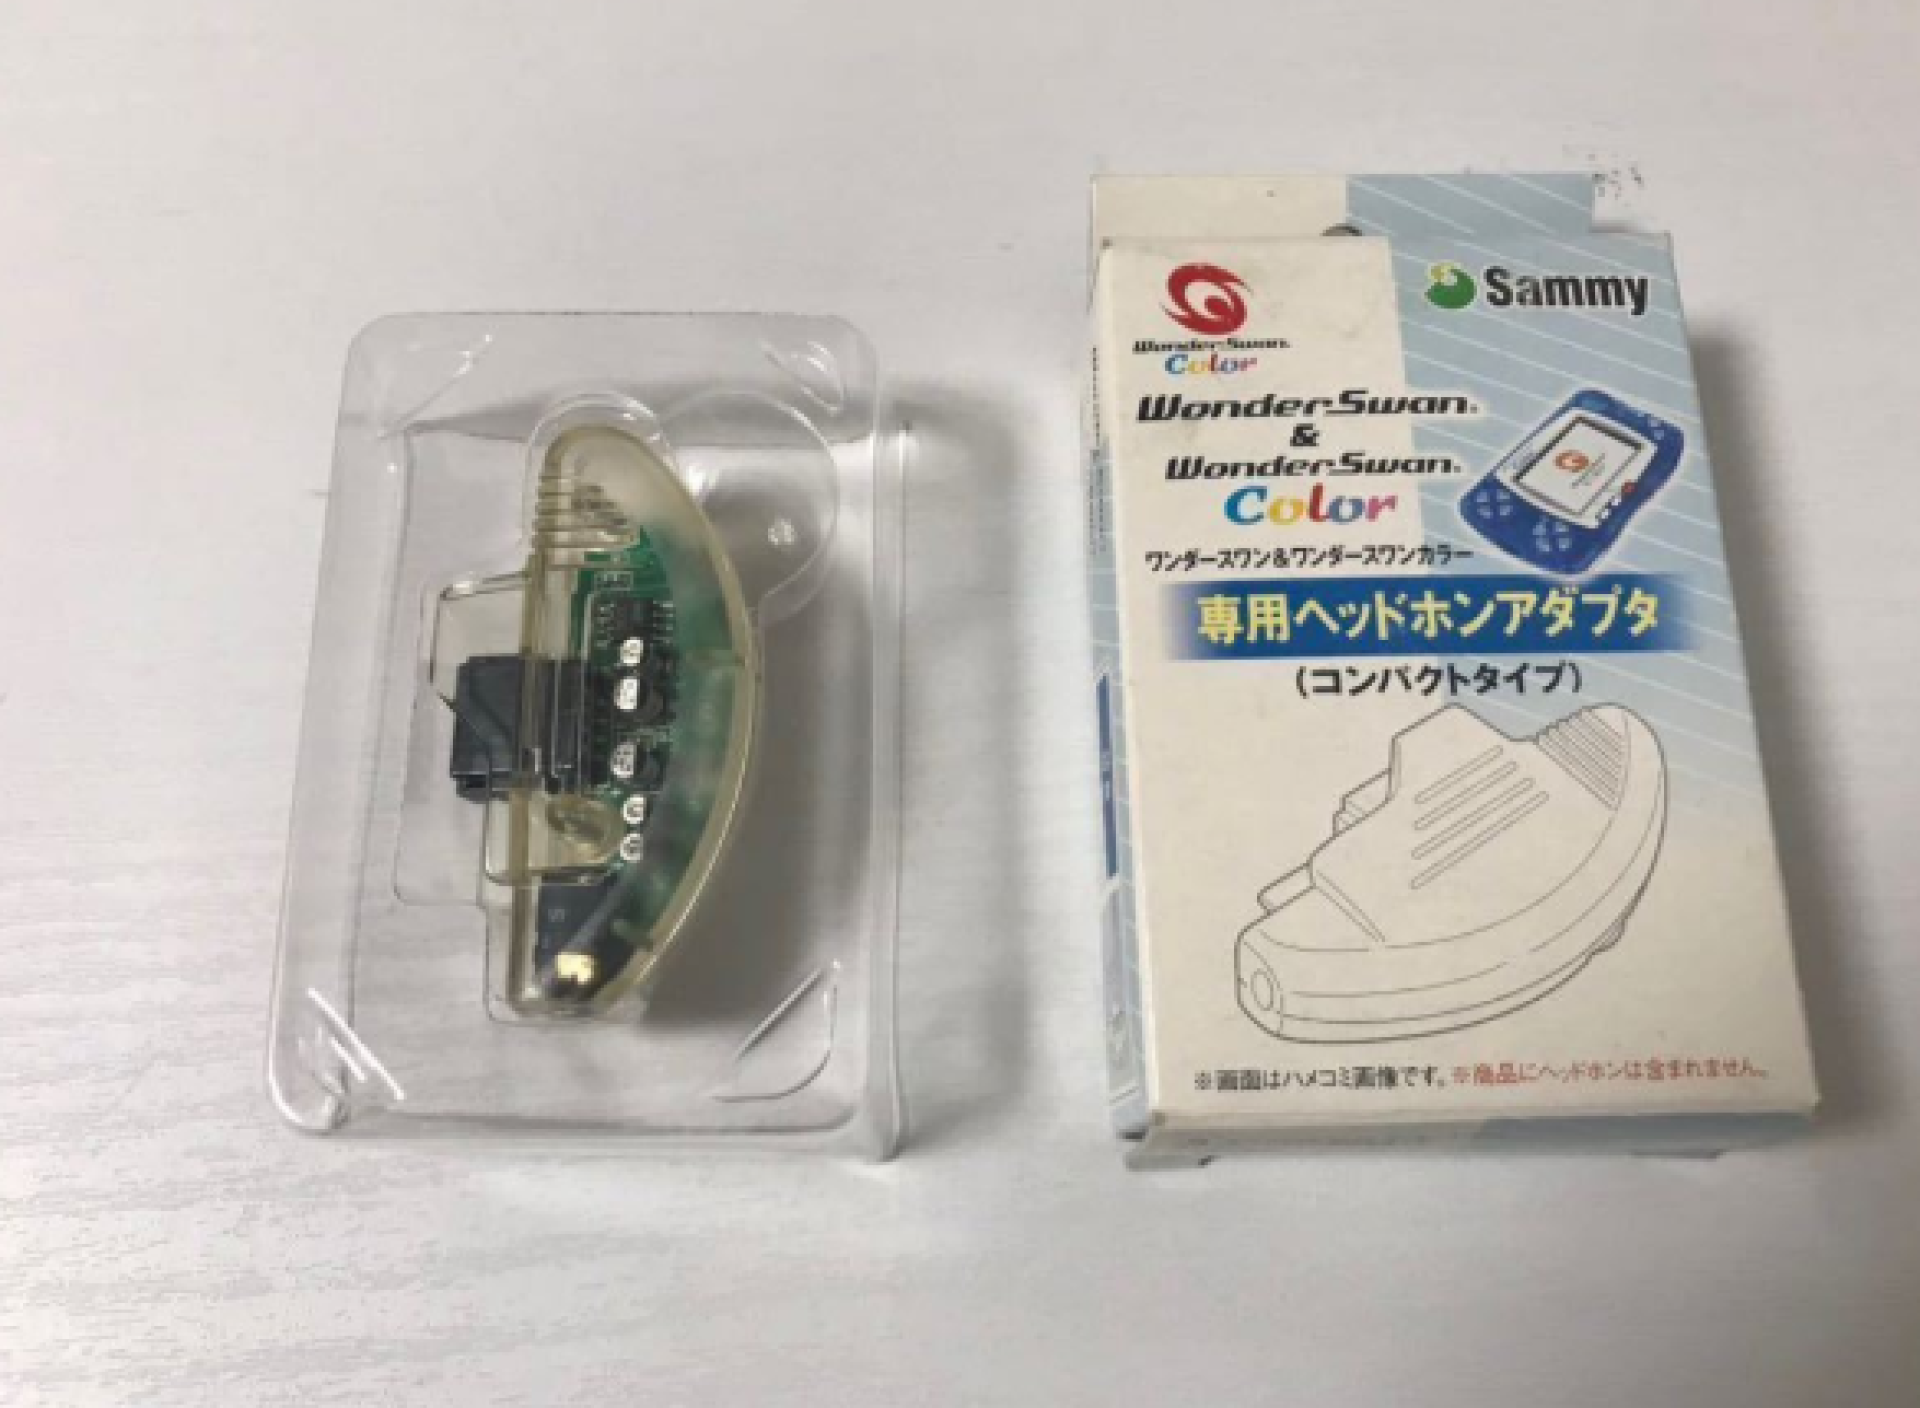 Sammy
WonderSwan
Color
WonderSwan
&
WonderSwan
Color
ワンダースワン&ワンダースワンカラー
専用ヘッドホンアダプタ
(コンパクトタイプ)
※画面はハメコミ画像です。※商品にヘッドホンは含まれません。